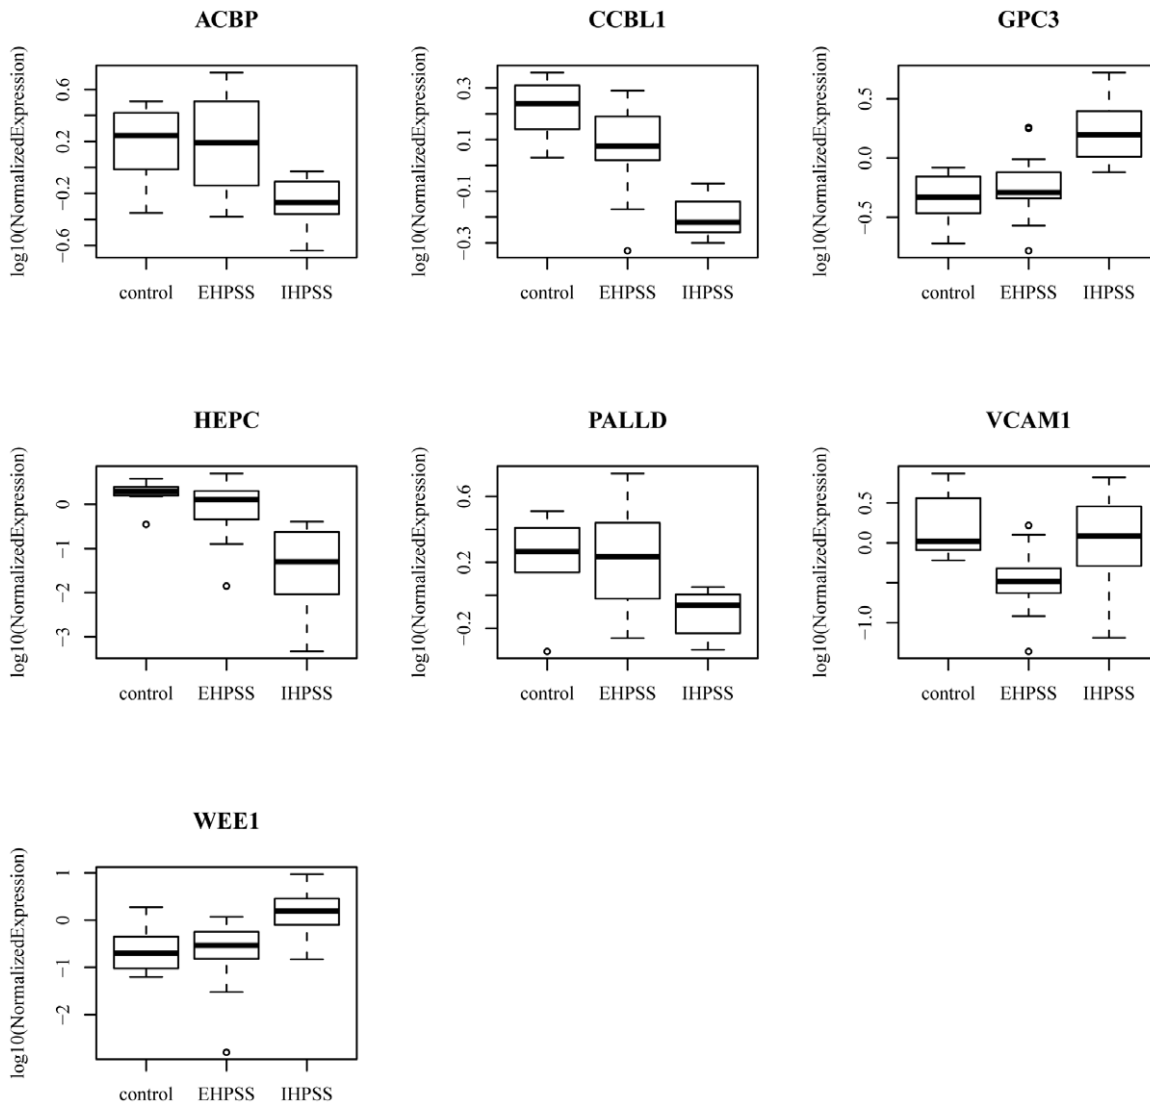 ACBP
log10(NormalizedExpression)
0.6
0.2
−0.2
−0.6
control EHPSS IHPSS
CCBL1
log10(NormalizedExpression)
0.3
0.1
−0.1
−0.3
control EHPSS IHPSS
GPC3
log10(NormalizedExpression)
0.5
0.0
−0.5
control EHPSS IHPSS
HEPC
log10(NormalizedExpression)
0
−1
−2
−3
control EHPSS IHPSS
PALLD
log10(NormalizedExpression)
0.6
0.2
−0.2
control EHPSS IHPSS
VCAM1
log10(NormalizedExpression)
0.5
0.0
−1.0
control EHPSS IHPSS
WEE1
log10(NormalizedExpression)
1
0
−1
−2
control EHPSS IHPSS